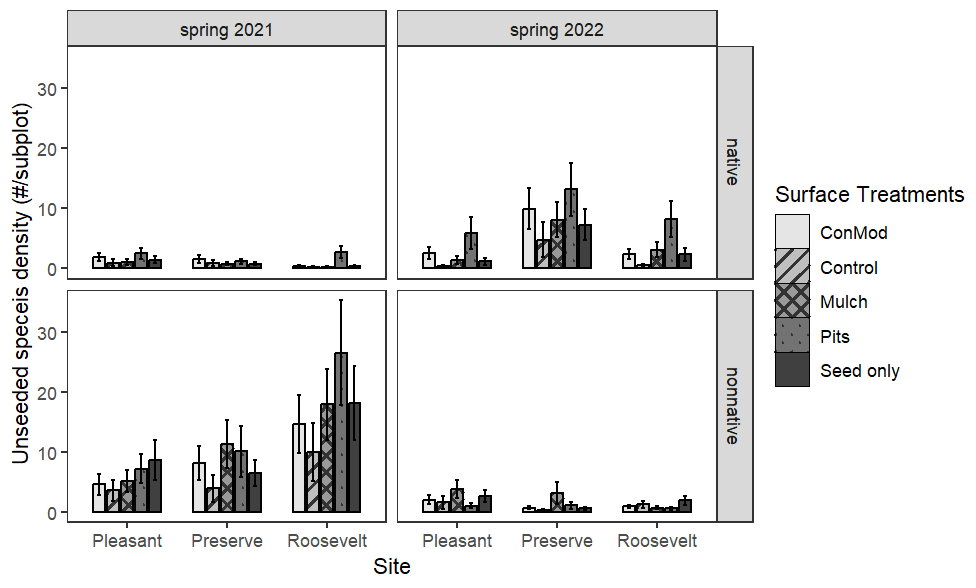 spring 2021
spring 2022
Unseeded speceis density (#/subplot)
30
20
10
0
native
30
20
10
0
nonnative
Pleasant
Preserve
Roosevelt
Pleasant
Preserve
Roosevelt
Site
Surface Treatments
ConMod
Control
Mulch
Pits
Seed only